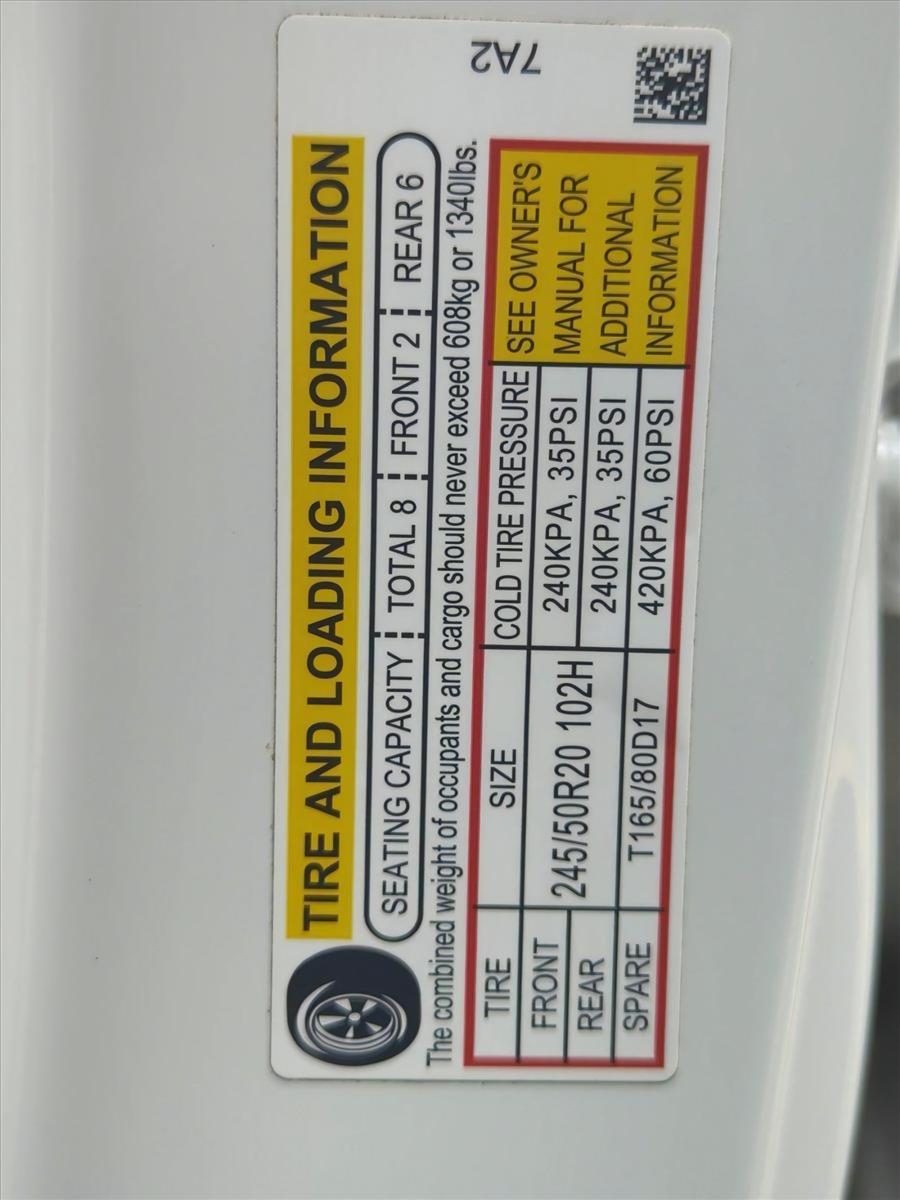 TIRE AND LOADING INFORMATION
SEATING CAPACITY TOTAL 8 FRONT 2 REAR 6
The combined weight of occupants and cargo should never exceed 608kg or 1340lbs.
TIRE SIZE COLD TIRE PRESSURE
FRONT 245/50R20 102H 240KPA, 35PSI
REAR 240KPA, 35PSI
SPARE T165/80D17 420KPA, 60PSI
SEE OWNER'S
MANUAL FOR
ADDITIONAL
INFORMATION
7A2